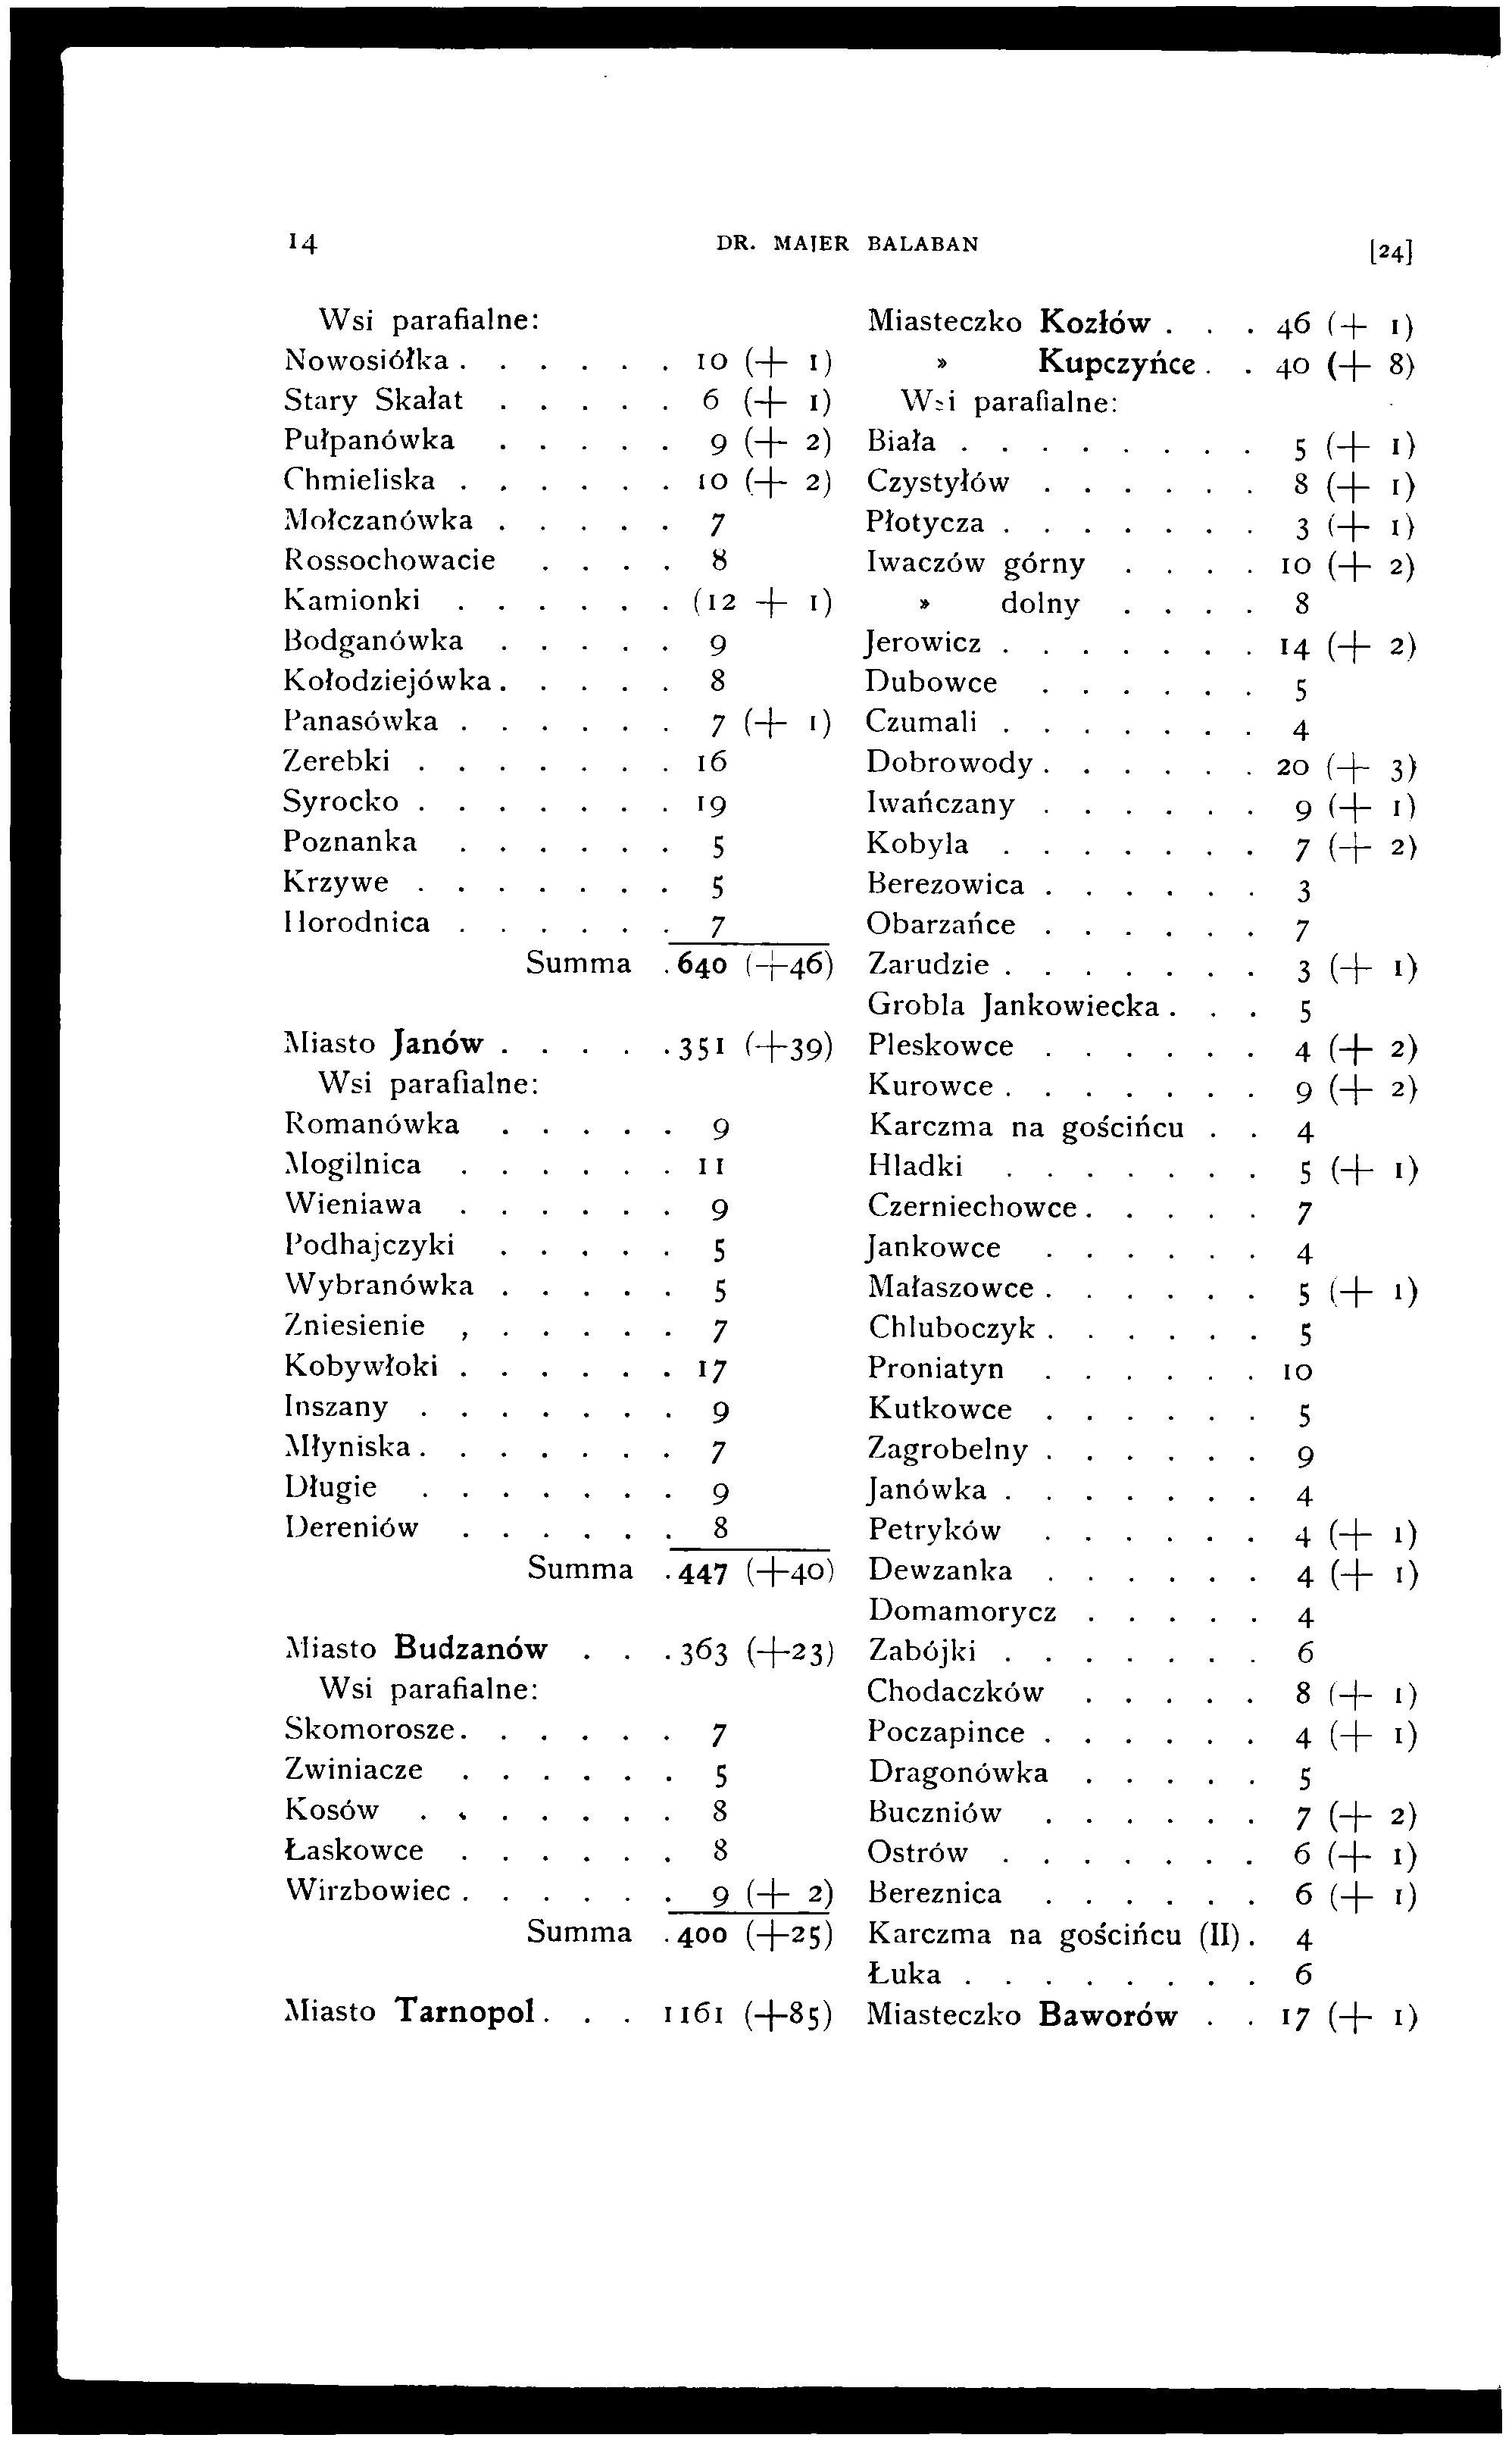 14 DR. MAJER BALABAN [24]
Wsi parafialne:
Nowosiółka . . . . . . 10 (+ 1)
Stary Skałat . . . . . 6 (+ 1)
Pułpanówka . . . . . 9 (+ 2)
Chmieliska . . . . . . 10 (+ 2)
Mołczanówka . . . . . 7
Rossochowacie . . . . 8
Kamionki . . . . . . (12 + 1)
Bodganówka . . . . . 9
Kołodziejówka . . . . . 8
Panasówka . . . . . . 7 (+ 1)
Zerebki . . . . . . . 16
Syrocko . . . . . . . 19
Poznanka . . . . . . 5
Krzywe . . . . . . . 5
Horodnica . . . . . . 7
Summa . 640 (+46)
Miasto Janów . . . . . 351 (+39)
Wsi parafialne:
Romanówka . . . . . 9
Mogilnica . . . . . . 11
Wieniawa . . . . . . 9
Podhajczyki . . . . . 5
Wybranówka . . . . . 5
Zniesienie , . . . . . 7
Kobywłoki . . . . . . 17
Inszany . . . . . . . 9
Młyniska . . . . . . . 7
Długie . . . . . . . 9
Dereniów . . . . . . 8
Summa . 447 (+40)
Miasto Budzanów . . . 363 (+23)
Wsi parafialne:
Skomorosze . . . . . . 7
Zwiniacze . . . . . . 5
Kosów . . . . . . . 8
Łaskowce . . . . . . 8
Wirzbowiec . . . . . . 9 (+ 2)
Summa . 400 (+25)
Miasto Tarnopol . . . 1161 (+85)
Miasteczko Kozłów . . . 46 (+ 1)
» Kupczyńce . . 40 (+ 8)
Wsi parafialne:
Biała . . . . . . . . 5 (+ 1)
Czystyłów . . . . . . 8 (+ 1)
Płotycza . . . . . . . 3 (+ 1)
Iwaczów górny . . . . 10 (+ 2)
» dolny . . . . 8
Jerowicz . . . . . . . 14 (+ 2)
Dubowce . . . . . . 5
Czumali . . . . . . . 4
Dobrowody . . . . . . 20 (+ 3)
Iwańczany . . . . . . 9 (+ 1)
Kobyla . . . . . . . 7 (+ 2)
Berezowica . . . . . . 3
Obarzańce . . . . . . 7
Zarudzie . . . . . . . 3 (+ 1)
Grobla Jankowiecka . . . 5
Pleskowce . . . . . . 4 (+ 2)
Kurowce . . . . . . . 9 (+ 2)
Karczma na gościńcu . . 4
Hladki . . . . . . . 5 (+ 1)
Czerniechowce . . . . . 7
Jankowce . . . . . . 4
Małaszowce . . . . . . 5 (+ 1)
Chluboczyk . . . . . . 5
Proniatyn . . . . . . 10
Kutkowce . . . . . . 5
Zagrobelny . . . . . . 9
Janówka . . . . . . . 4
Petryków . . . . . . 4 (+ 1)
Dewzanka . . . . . . 4 (+ 1)
Domamorycz . . . . . 4
Zabójki . . . . . . . 6
Chodaczków . . . . . 8 (+ 1)
Poczapince . . . . . . 4 (+ 1)
Dragonówka . . . . . 5
Buczniów . . . . . . 7 (+ 2)
Ostrów . . . . . . . 6 (+ 1)
Bereznica . . . . . . 6 (+ 1)
Karczma na gościńcu (II) . 4
Łuka . . . . . . . . 6
Miasteczko Baworów . . 17 (+ 1)